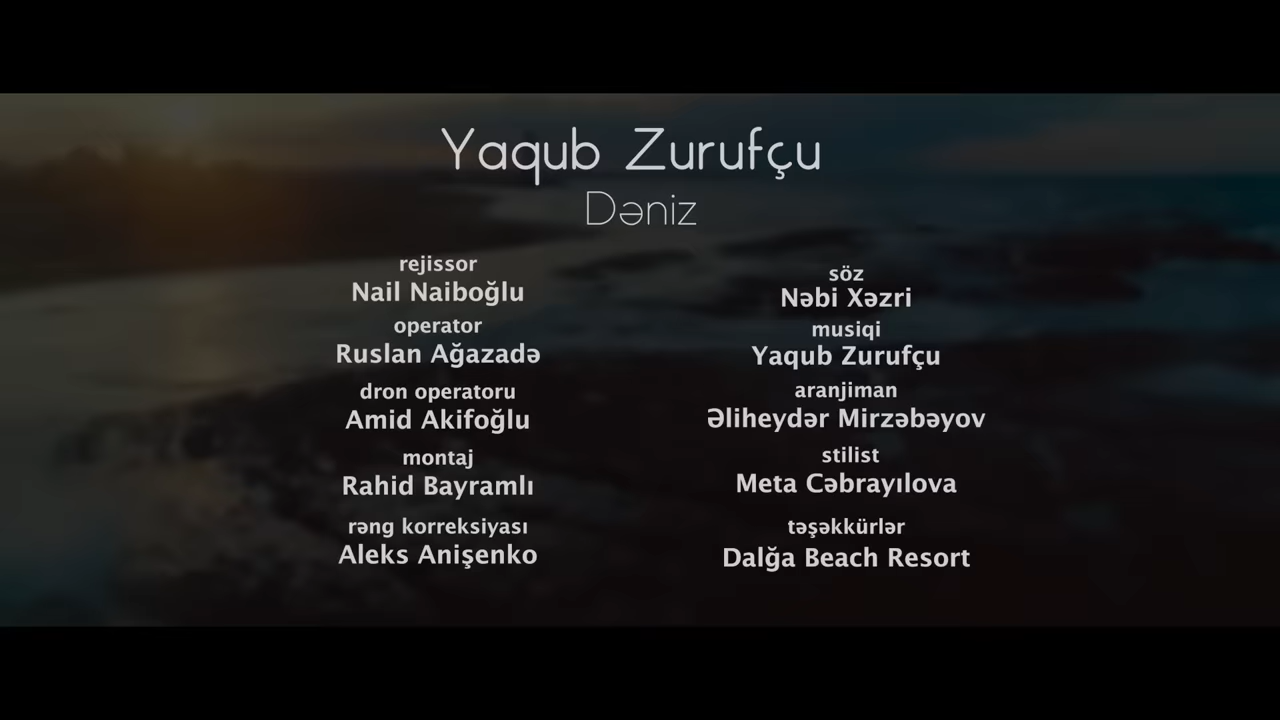 Yaqub Zurufçu
Dəniz
rejissor
Nail Naiboğlu
operator
Ruslan Ağazadə
dron operatoru
Amid Akifoğlu
montaj
Rahid Bayramlı
rəng korreksiyası
Aleks Anişenko
söz
Nəbi Xəzri
musiqi
Yaqub Zurufçu
aranjiman
Əliheydər Mirzəbəyov
stilist
Meta Cəbrayılova
təşəkkürlər
Dalğa Beach Resort